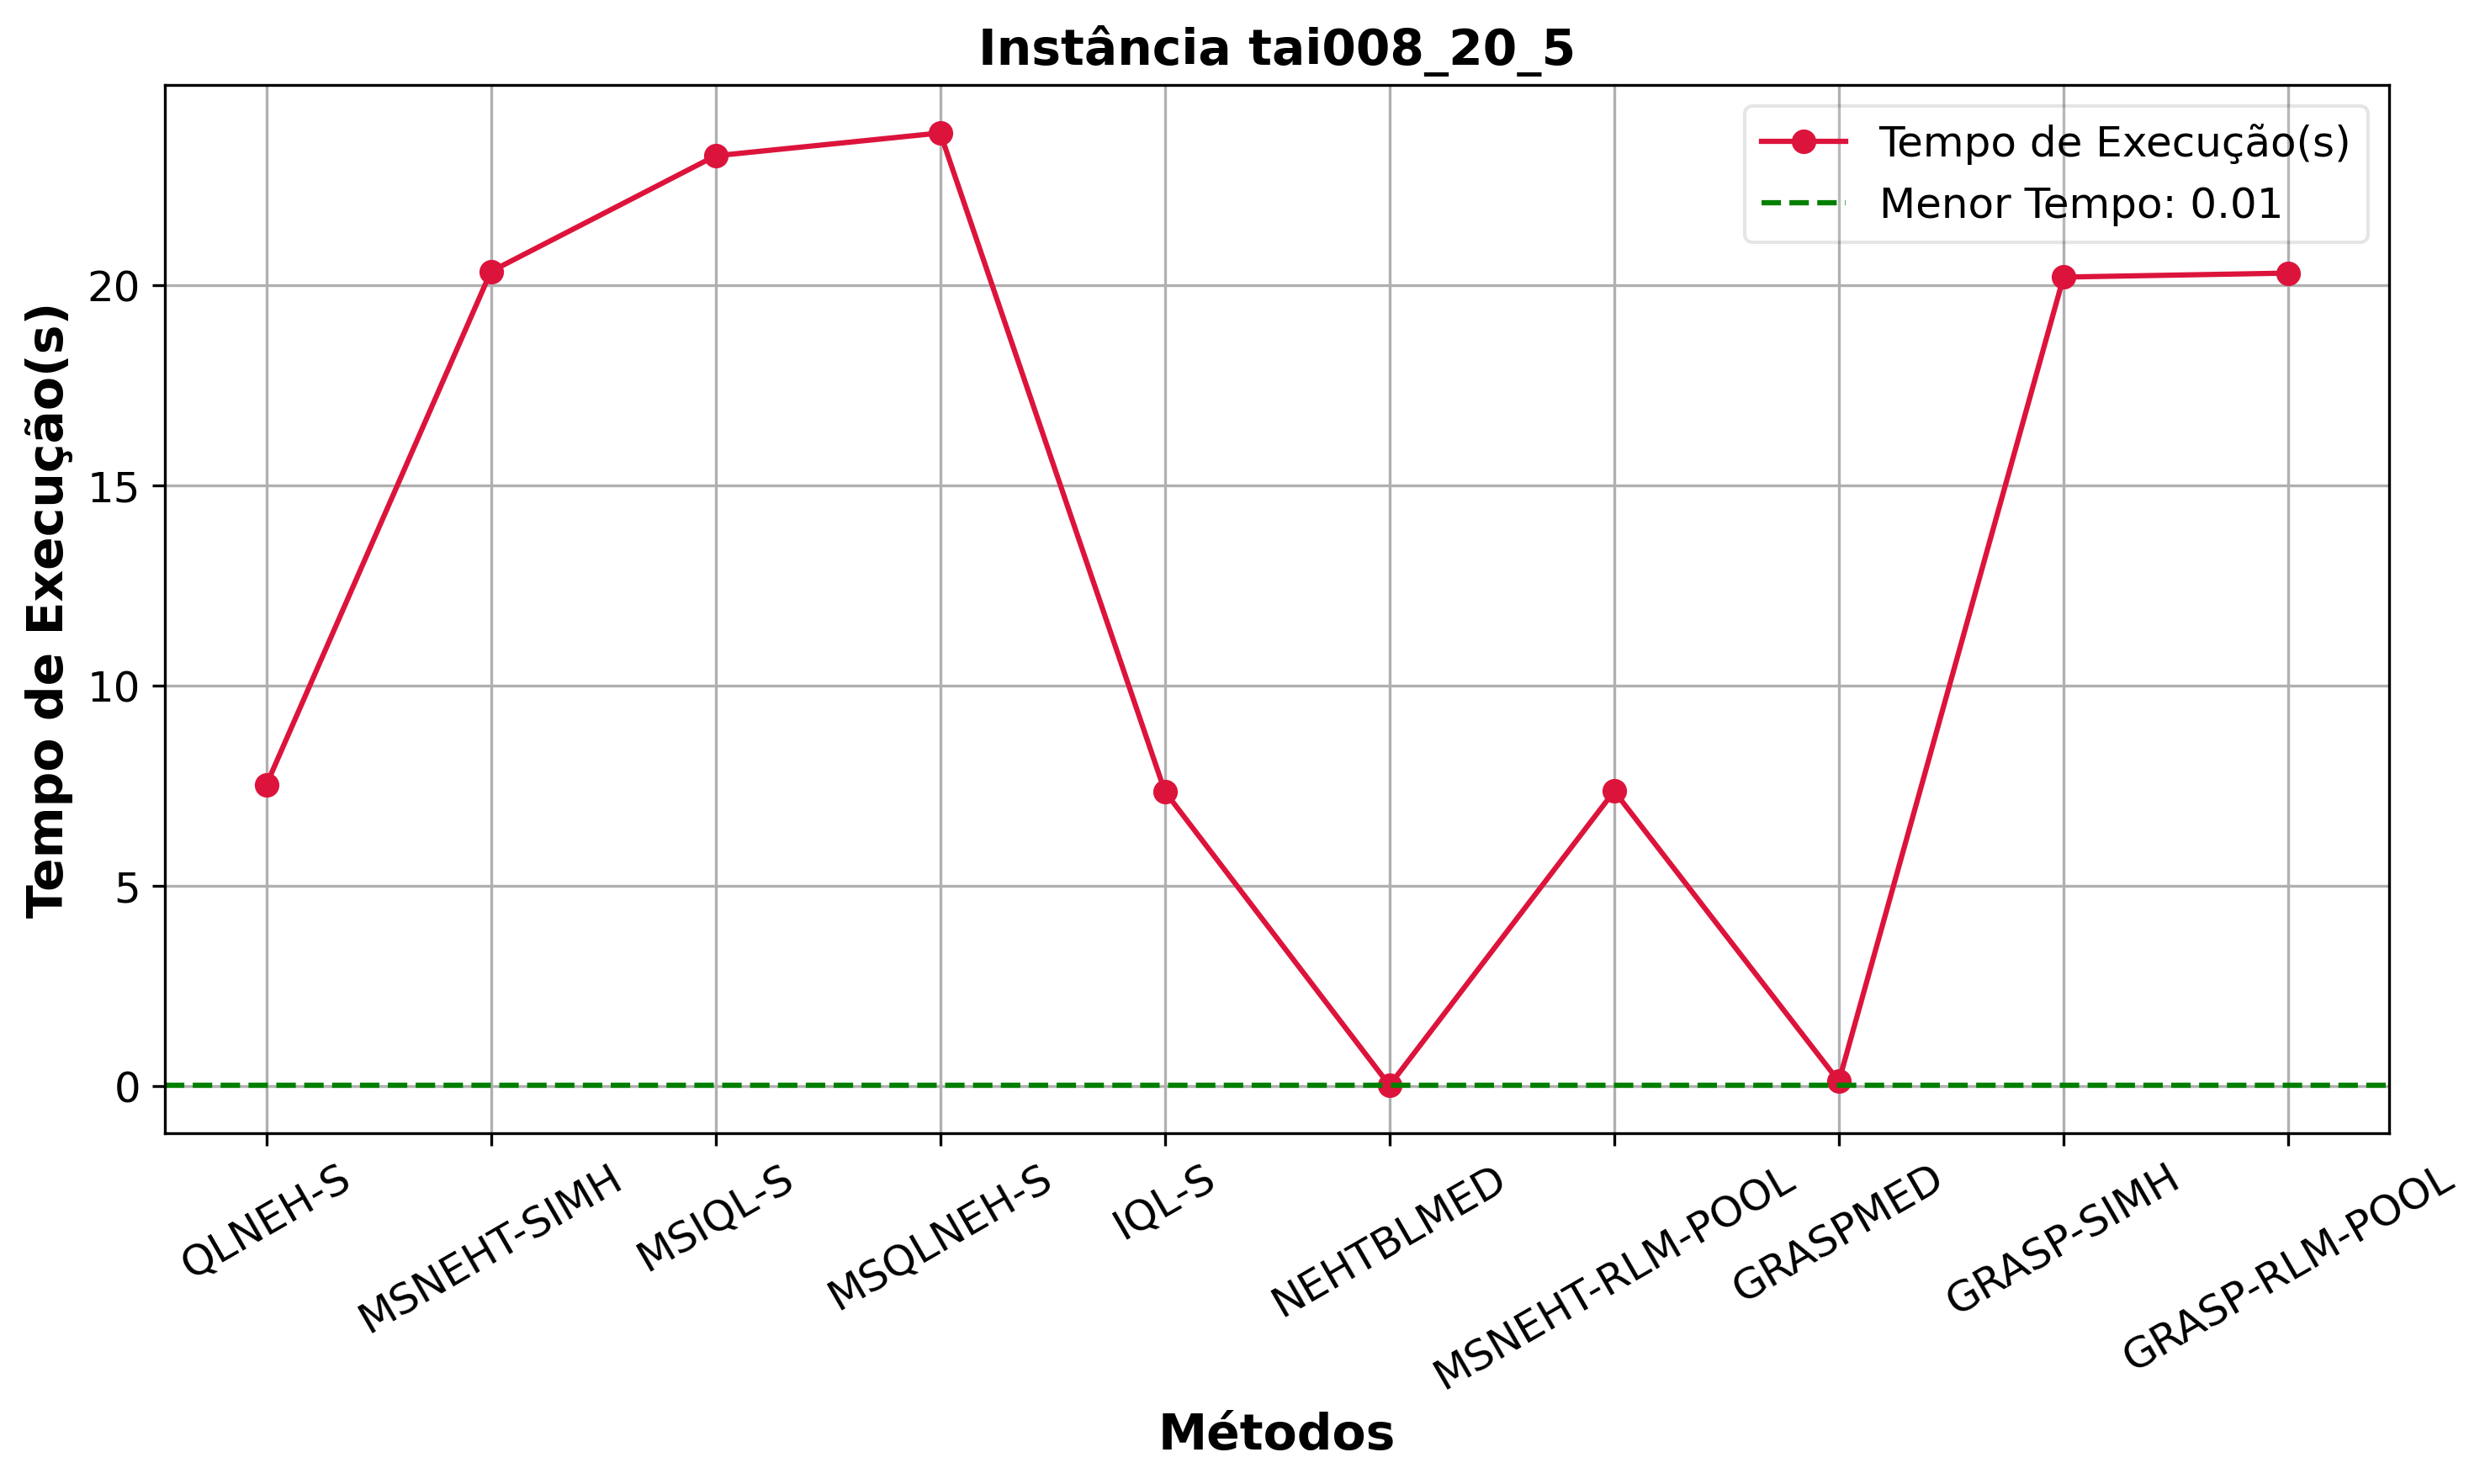 Instância tai008_20_5
Tempo de Execução(s)
Menor Tempo: 0.01
Tempo de Execução(s)
20
15
10
5
0
QLNEH-S
MSNEHT-SIMH
MSIQL-S
MSQLNEH-S
IQL-S
NEHTBLMED
MSNEHT-RLM-POOL
GRASPMED
GRASP-SIMH
GRASP-RLM-POOL
Métodos